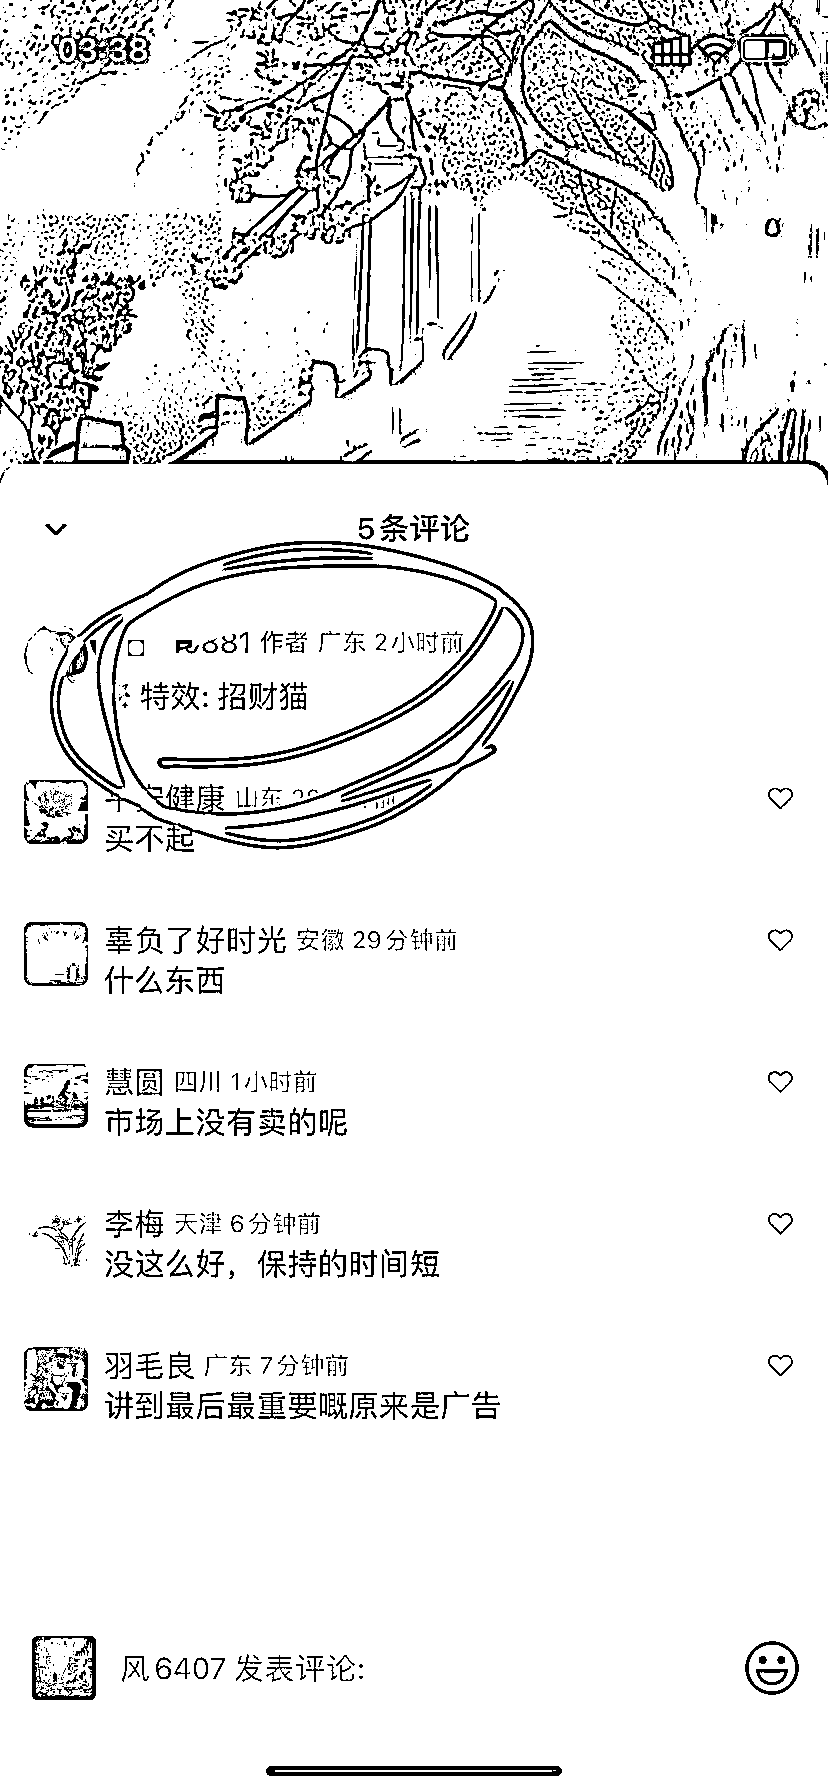 03:38
5条评论
881 作者 广东 2小时前
特效: 招财猫
平安健康 山东
买不起
辜负了好时光 安徽 29分钟前
什么东西
慧圆 四川 1小时前
市场上没有卖的呢
李梅 天津 6分钟前
没这么好，保持的时间短
羽毛良 广东 7分钟前
讲到最后最重要嘅原来是广告
风6407 发表评论: